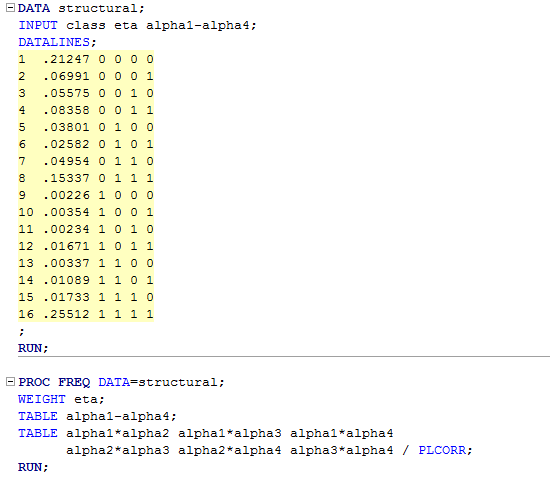 DATA structural;
INPUT class eta alpha1-alpha4;
DATALINES;
1  .21247 0 0 0 0
2  .06991 0 0 0 1
3  .05575 0 0 1 0
4  .08358 0 0 1 1
5  .03801 0 1 0 0
6  .02582 0 1 0 1
7  .04954 0 1 1 0
8  .15337 0 1 1 1
9  .00226 1 0 0 0
10 .00354 1 0 0 1
11 .00234 1 0 1 0
12 .01671 1 0 1 1
13 .00337 1 1 0 0
14 .01089 1 1 0 1
15 .01733 1 1 1 0
16 .25512 1 1 1 1
;
RUN;
PROC FREQ DATA=structural;
WEIGHT eta;
TABLE alpha1-alpha4;
TABLE alpha1*alpha2 alpha1*alpha3 alpha1*alpha4
      alpha2*alpha3 alpha2*alpha4 alpha3*alpha4 / PLCORR;
RUN;